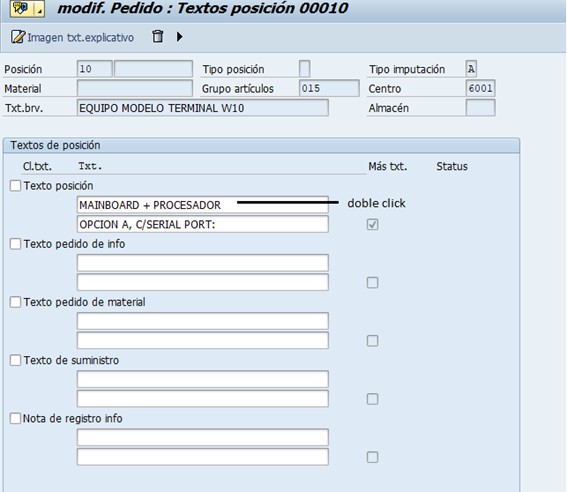 modif. Pedido : Textos posición 00010
Imagen txt.explicativo
Posición 10 Tipo posición Tipo imputación A
Material Grupo artículos 015 Centro 6001
Txt.brv. EQUIPO MODELO TERMINAL W10 Almacén
Textos de posición
Cl.txt. Txt. Más txt. Status
Texto posición
MAINBOARD + PROCESADOR doble click
OPCION A, C/SERIAL PORT:
Texto pedido de info
Texto pedido de material
Texto de suministro
Nota de registro info